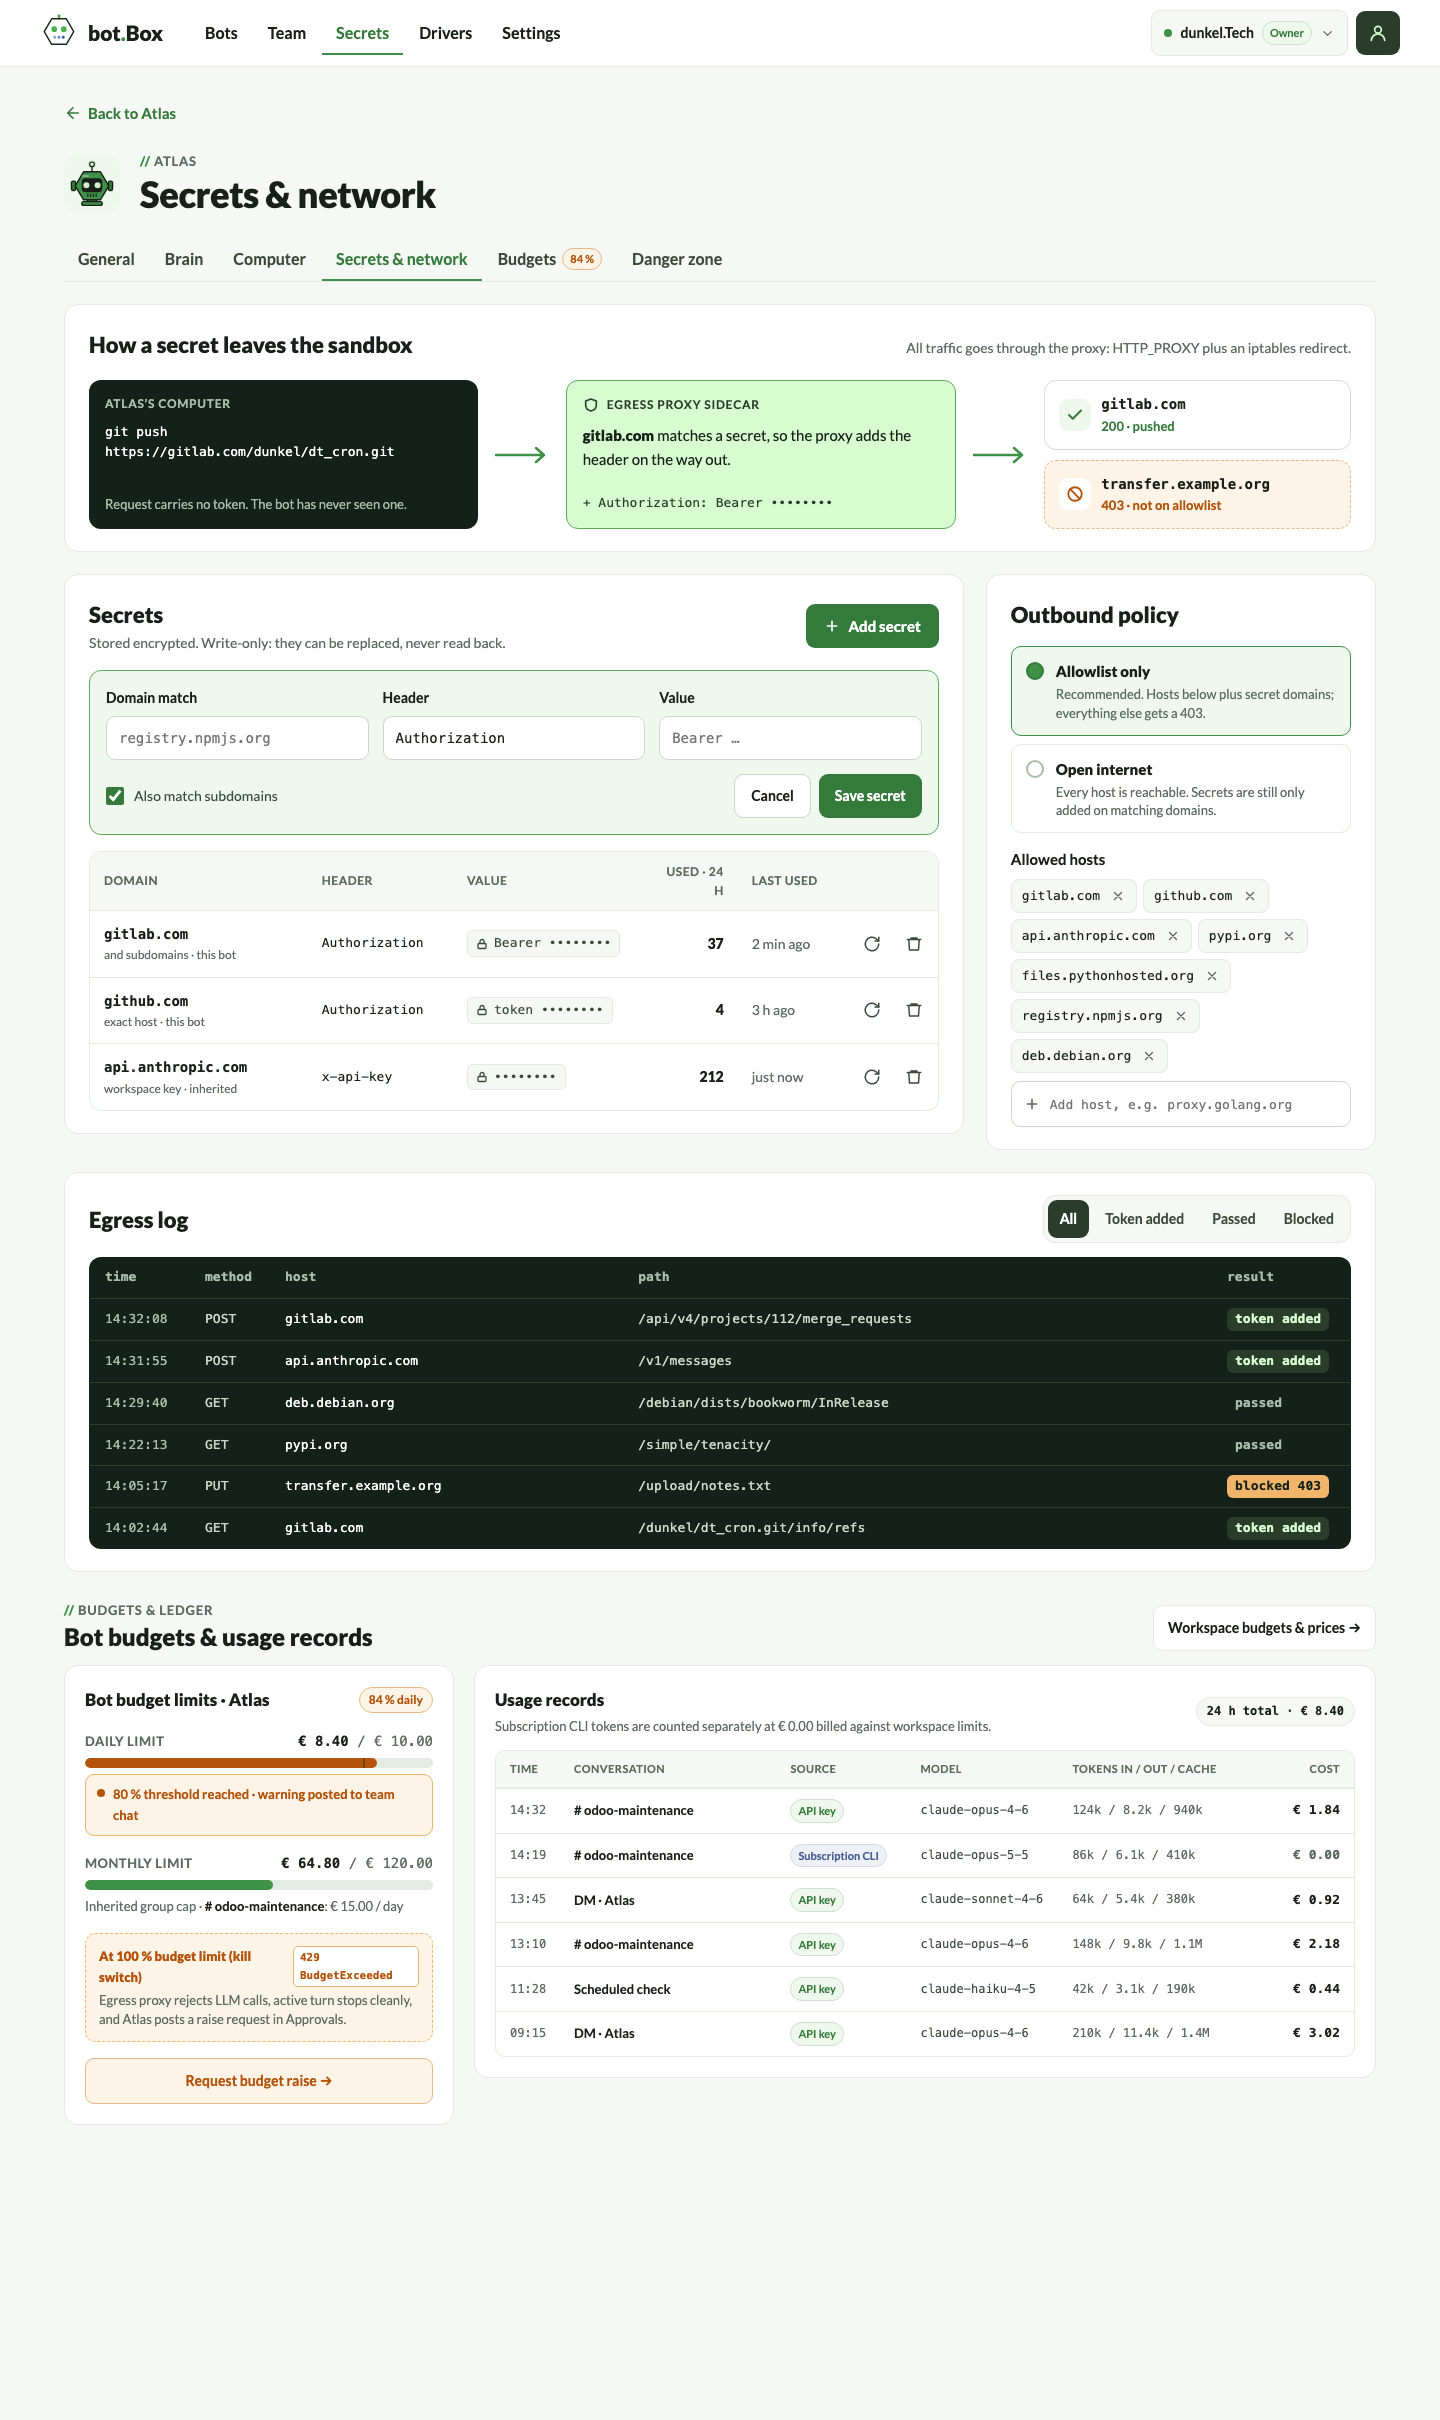 bot.Box
Bots
Team
Secrets
Drivers
Settings
dunkel.Tech
Owner
Back to Atlas
// ATLAS
Secrets & network
General
Brain
Computer
Secrets & network
Budgets
84 %
Danger zone
How a secret leaves the sandbox
All traffic goes through the proxy: HTTP_PROXY plus an iptables redirect.
ATLAS'S COMPUTER
git push
https://gitlab.com/dunkel/dt_cron.git
Request carries no token. The bot has never seen one.
EGRESS PROXY SIDECAR
gitlab.com matches a secret, so the proxy adds the
header on the way out.
+ Authorization: Bearer ••••••••
gitlab.com
200 · pushed
transfer.example.org
403 · not on allowlist
Secrets
Stored encrypted. Write-only: they can be replaced, never read back.
+ Add secret
Domain match
Header
Value
registry.npmjs.org
Authorization
Bearer …
Also match subdomains
Cancel
Save secret
DOMAIN
HEADER
VALUE
USED · 24
H
LAST USED
gitlab.com
and subdomains · this bot
Authorization
Bearer ••••••••
37
2 min ago
github.com
exact host · this bot
Authorization
token ••••••••
4
3 h ago
api.anthropic.com
workspace key · inherited
x-api-key
••••••••
212
just now
Outbound policy
Allowlist only
Recommended. Hosts below plus secret domains;
everything else gets a 403.
Open internet
Every host is reachable. Secrets are still only
added on matching domains.
Allowed hosts
gitlab.com
github.com
api.anthropic.com
pypi.org
files.pythonhosted.org
registry.npmjs.org
deb.debian.org
+ Add host, e.g. proxy.golang.org
Egress log
All
Token added
Passed
Blocked
time method host path result
14:32:08 POST gitlab.com /api/v4/projects/112/merge_requests token added
14:31:55 POST api.anthropic.com /v1/messages token added
14:29:40 GET deb.debian.org /debian/dists/bookworm/InRelease passed
14:22:13 GET pypi.org /simple/tenacity/ passed
14:05:17 PUT transfer.example.org /upload/notes.txt blocked 403
14:02:44 GET gitlab.com /dunkel/dt_cron.git/info/refs token added
// BUDGETS & LEDGER
Bot budgets & usage records
Workspace budgets & prices →
Bot budget limits · Atlas
84 % daily
DAILY LIMIT
€ 8.40 / € 10.00
80 % threshold reached · warning posted to team
chat
MONTHLY LIMIT
€ 64.80 / € 120.00
Inherited group cap · # odoo-maintenance: € 15.00 / day
At 100 % budget limit (kill
switch)
429
BudgetExceeded
Egress proxy rejects LLM calls, active turn stops cleanly,
and Atlas posts a raise request in Approvals.
Request budget raise →
Usage records
Subscription CLI tokens are counted separately at € 0.00 billed against workspace limits.
24 h total · € 8.40
TIME CONVERSATION SOURCE MODEL TOKENS IN / OUT / CACHE COST
14:32 # odoo-maintenance API key claude-opus-4-6 124k / 8.2k / 940k € 1.84
14:19 # odoo-maintenance Subscription CLI claude-opus-5-5 86k / 6.1k / 410k € 0.00
13:45 DM · Atlas API key claude-sonnet-4-6 64k / 5.4k / 380k € 0.92
13:10 # odoo-maintenance API key claude-opus-4-6 148k / 9.8k / 1.1M € 2.18
11:28 Scheduled check API key claude-haiku-4-5 42k / 3.1k / 190k € 0.44
09:15 DM · Atlas API key claude-opus-4-6 210k / 11.4k / 1.4M € 3.02